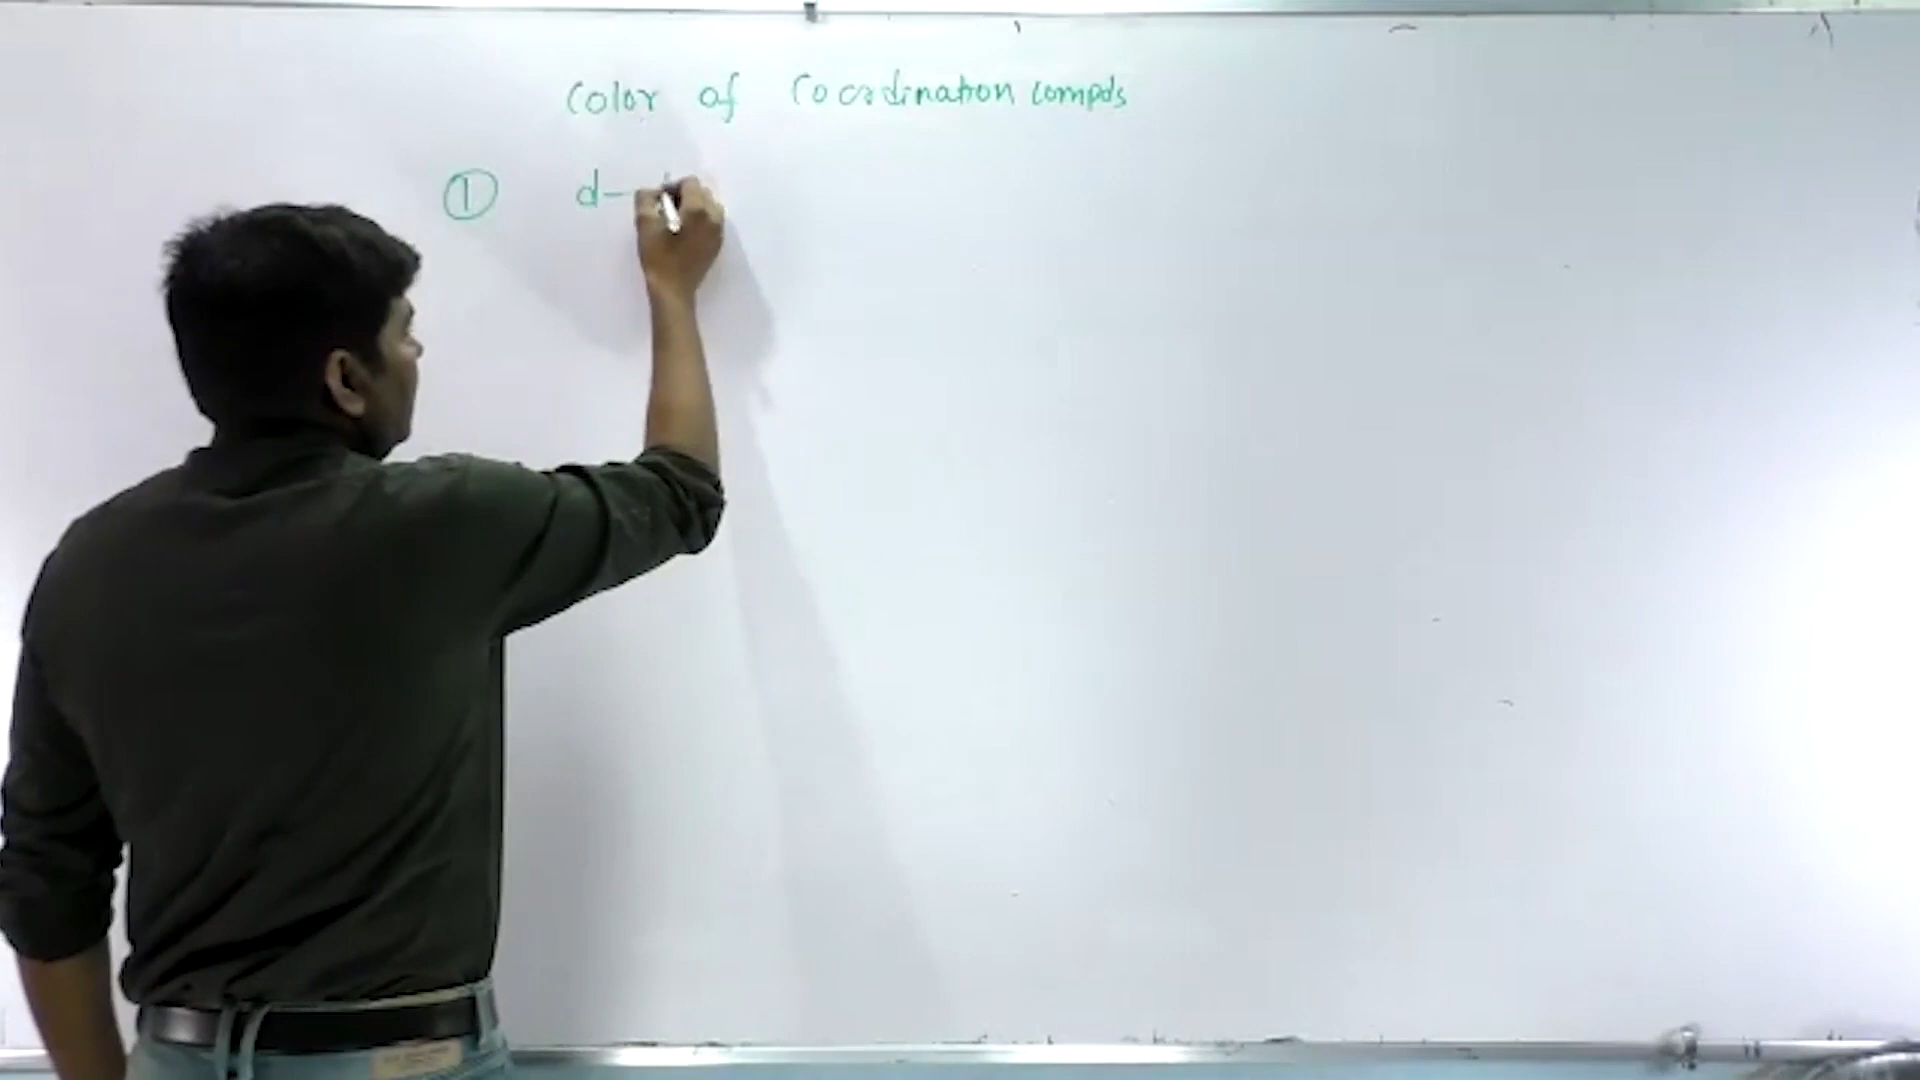 Color of Coordination compds
① d-